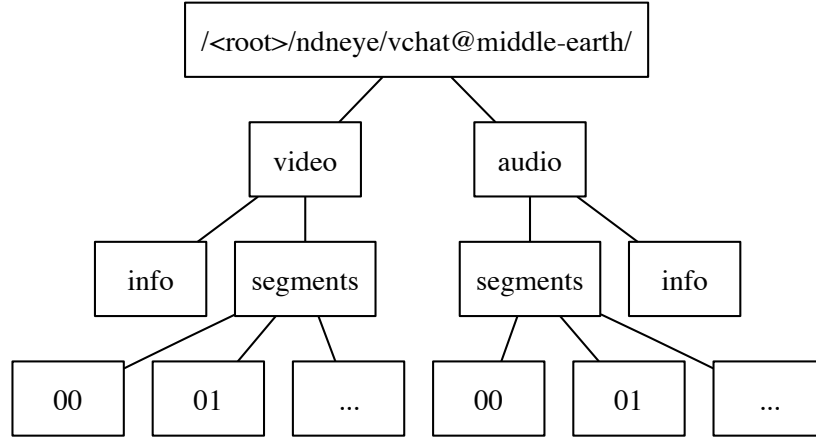 /<root>/ndneye/vchat@middle-earth/
video audio
info segments segments info
00 01 ... 00 01 ...